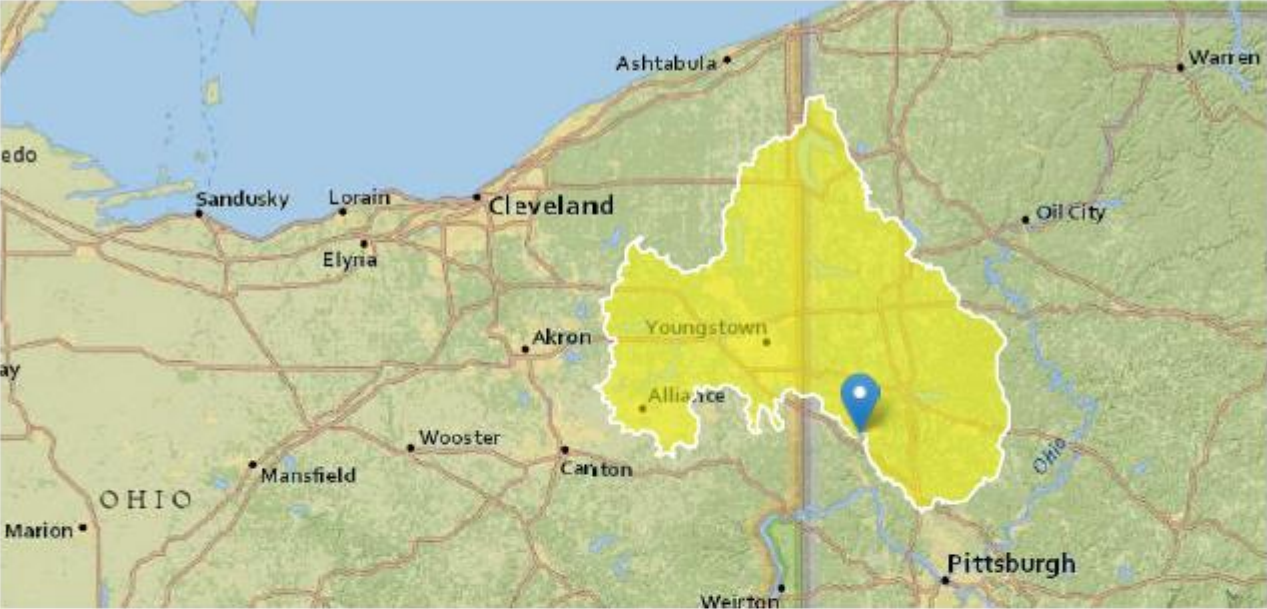 Ashtabula
Warren
edo
Sandusky
Lorain
Cleveland
Oil City
Elyria
Youngstown
Akron
ay
Alliance
Wooster
Canton
Mansfield
Ohio
OHIO
Marion
Pittsburgh
Weirton